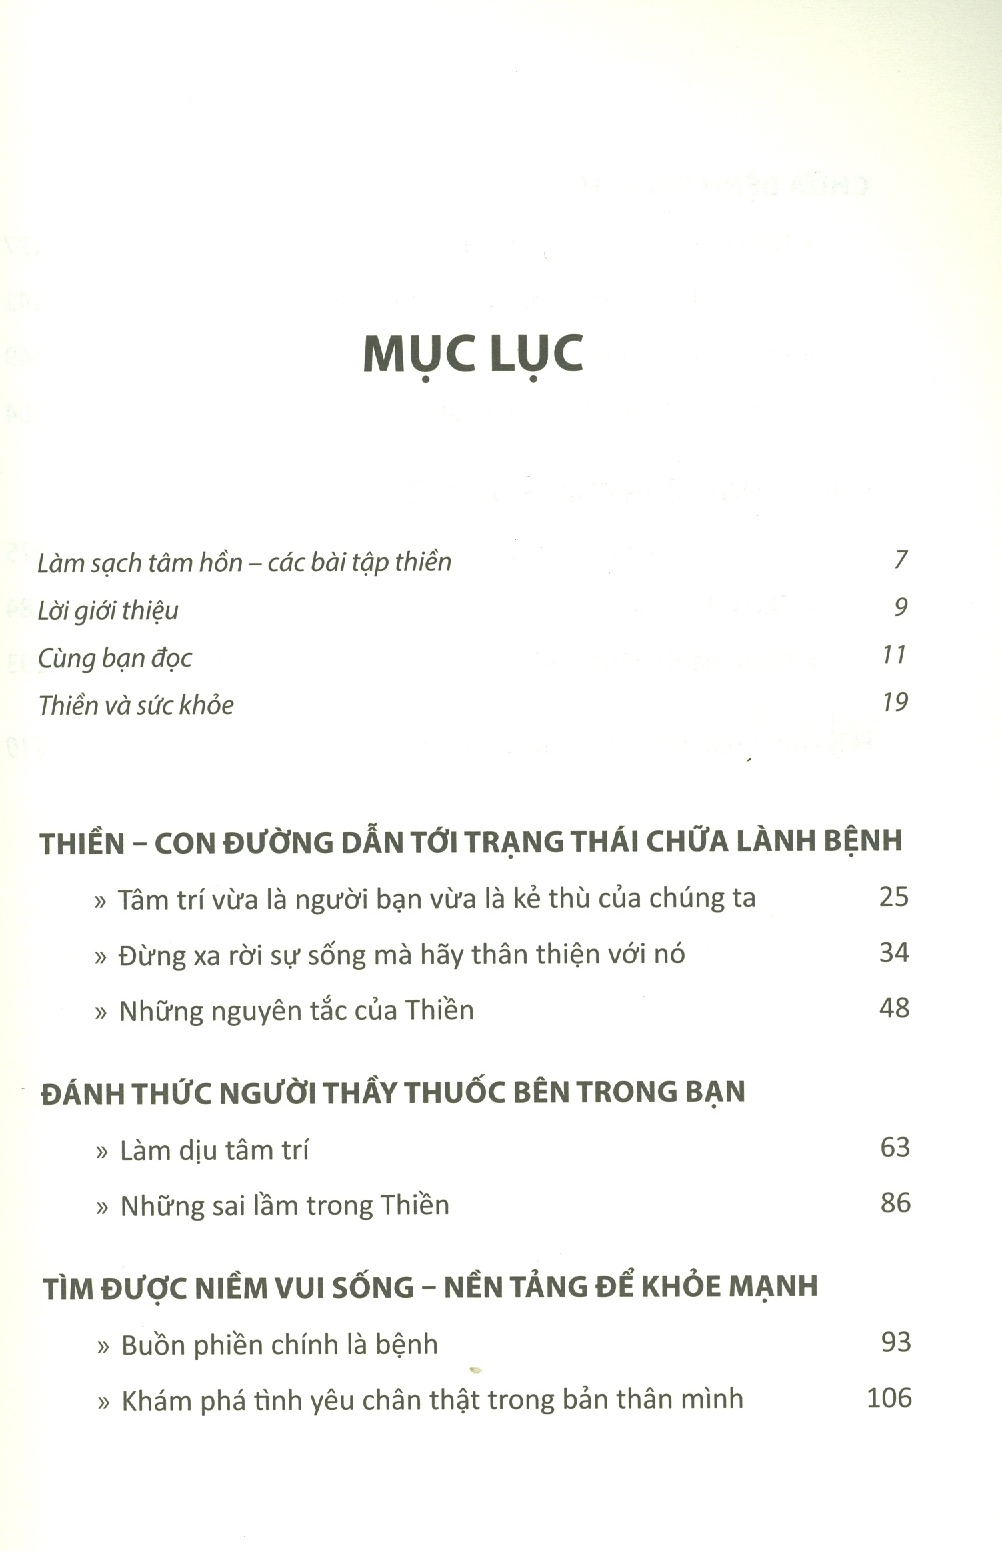 MỤC LỤC
Làm sạch tâm hồn – các bài tập thiền 7
Lời giới thiệu 9
Cùng bạn đọc 11
Thiền và sức khỏe 19
THIỀN – CON ĐƯỜNG DẪN TỚI TRẠNG THÁI CHỮA LÀNH BỆNH
» Tâm trí vừa là người bạn vừa là kẻ thù của chúng ta 25
» Đừng xa rời sự sống mà hãy thân thiện với nó 34
» Những nguyên tắc của Thiền 48
ĐÁNH THỨC NGƯỜI THẦY THUỐC BÊN TRONG BẠN
» Làm dịu tâm trí 63
» Những sai lầm trong Thiền 86
TÌM ĐƯỢC NIỀM VUI SỐNG – NỀN TẢNG ĐỂ KHỎE MẠNH
» Buồn phiền chính là bệnh 93
» Khám phá tình yêu chân thật trong bản thân mình 106